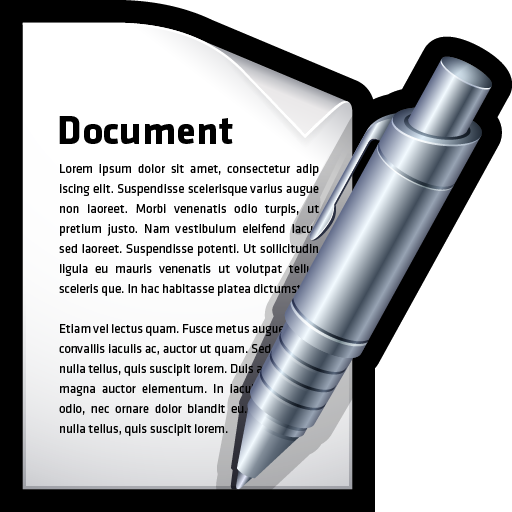 Document
Lorem ipsum dolor sit amet, consectetur adip
iscing elit. Suspendisse scelerisque varius augue
non laoreet. Morbi venenatis odio turpis, ut
pretium justo. Nam vestibulum eleifend
sed laoreet. Suspendisse potenti. Ut sollicitudin
ligula eu mauris venenatis ut volutpat
sceleris que. In hac habitasse platea
Etiam vel lectus quam. Fusce metus augue
convallis iaculis ac, auctor ut quam. Sed
nulla tellus, quis suscipit lorem. Duis
magna auctor elementum. In
odio, nec ornare dolor blandit eu.
nulla tellus, quis suscipit lorem.